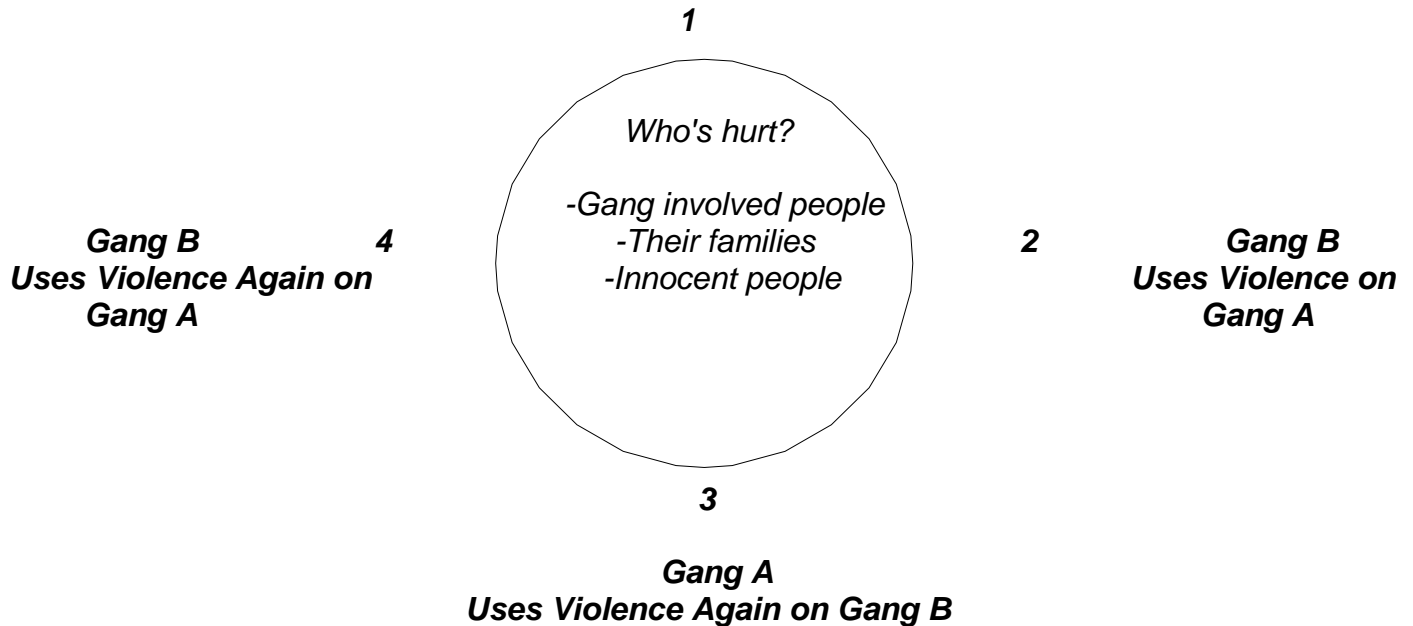 1
Who's hurt?
-Gang involved people
-Their families
-Innocent people
Gang B 4
Uses Violence Again on
Gang A
2 Gang B
Uses Violence on
Gang A
3
Gang A
Uses Violence Again on Gang B